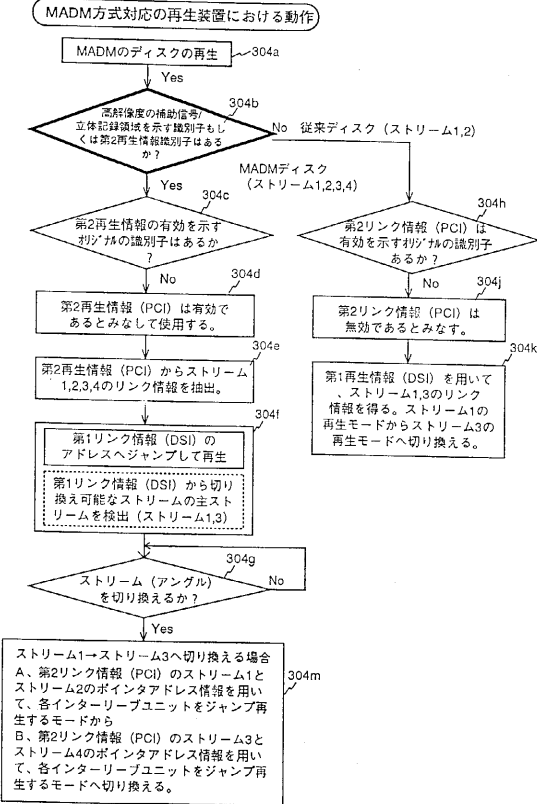 MADM方式対応の再生装置における動作
MADMのディスクの再生
304a
Yes
304b
高解像度の補助信号/
立体記録領域を示す識別子もし
くは第2再生情報識別子はある
か?
No 従来ディスク(ストリーム1,2)
MADMディスク
(ストリーム1,2,3,4)
Yes
304c
第2再生情報の有効を示す
オリジナルの識別子はあるか
?
304h
第2リンク情報(PCI)は
有効を示すオリジナルの識別子
あるか?
No
304d
第2再生情報(PCI)は有効で
あるとみなして使用する。
No
304j
第2リンク情報(PCI)は
無効であるとみなす。
304e
第2再生情報(PCI)からストリーム
1,2,3,4のリンク情報を抽出。
304k
第1再生情報(DSI)を用いて
、ストリーム1,3のリンク
情報を得る。ストリーム1の
再生モードからストリーム3の
再生モードへ切り換える。
304f
第1リンク情報(DSI)の
アドレスへジャンプして再生
第1リンク情報(DSI)から切り
換え可能なストリームの主スト
リームを検出(ストリーム1,3)
304g
ストリーム(アングル)
を切り換えるか?
No
Yes
304m
ストリーム1→ストリーム3へ切り換える場合
A、第2リンク情報(PCI)のストリーム1と
ストリーム2のポインタアドレス情報を用い
て、各インターリーブユニットをジャンプ再
生するモードから
B、第2リンク情報(PCI)のストリーム3と
ストリーム4のポインタアドレス情報を用い
て、各インターリーブユニットをジャンプ再
生するモードへ切り換える。